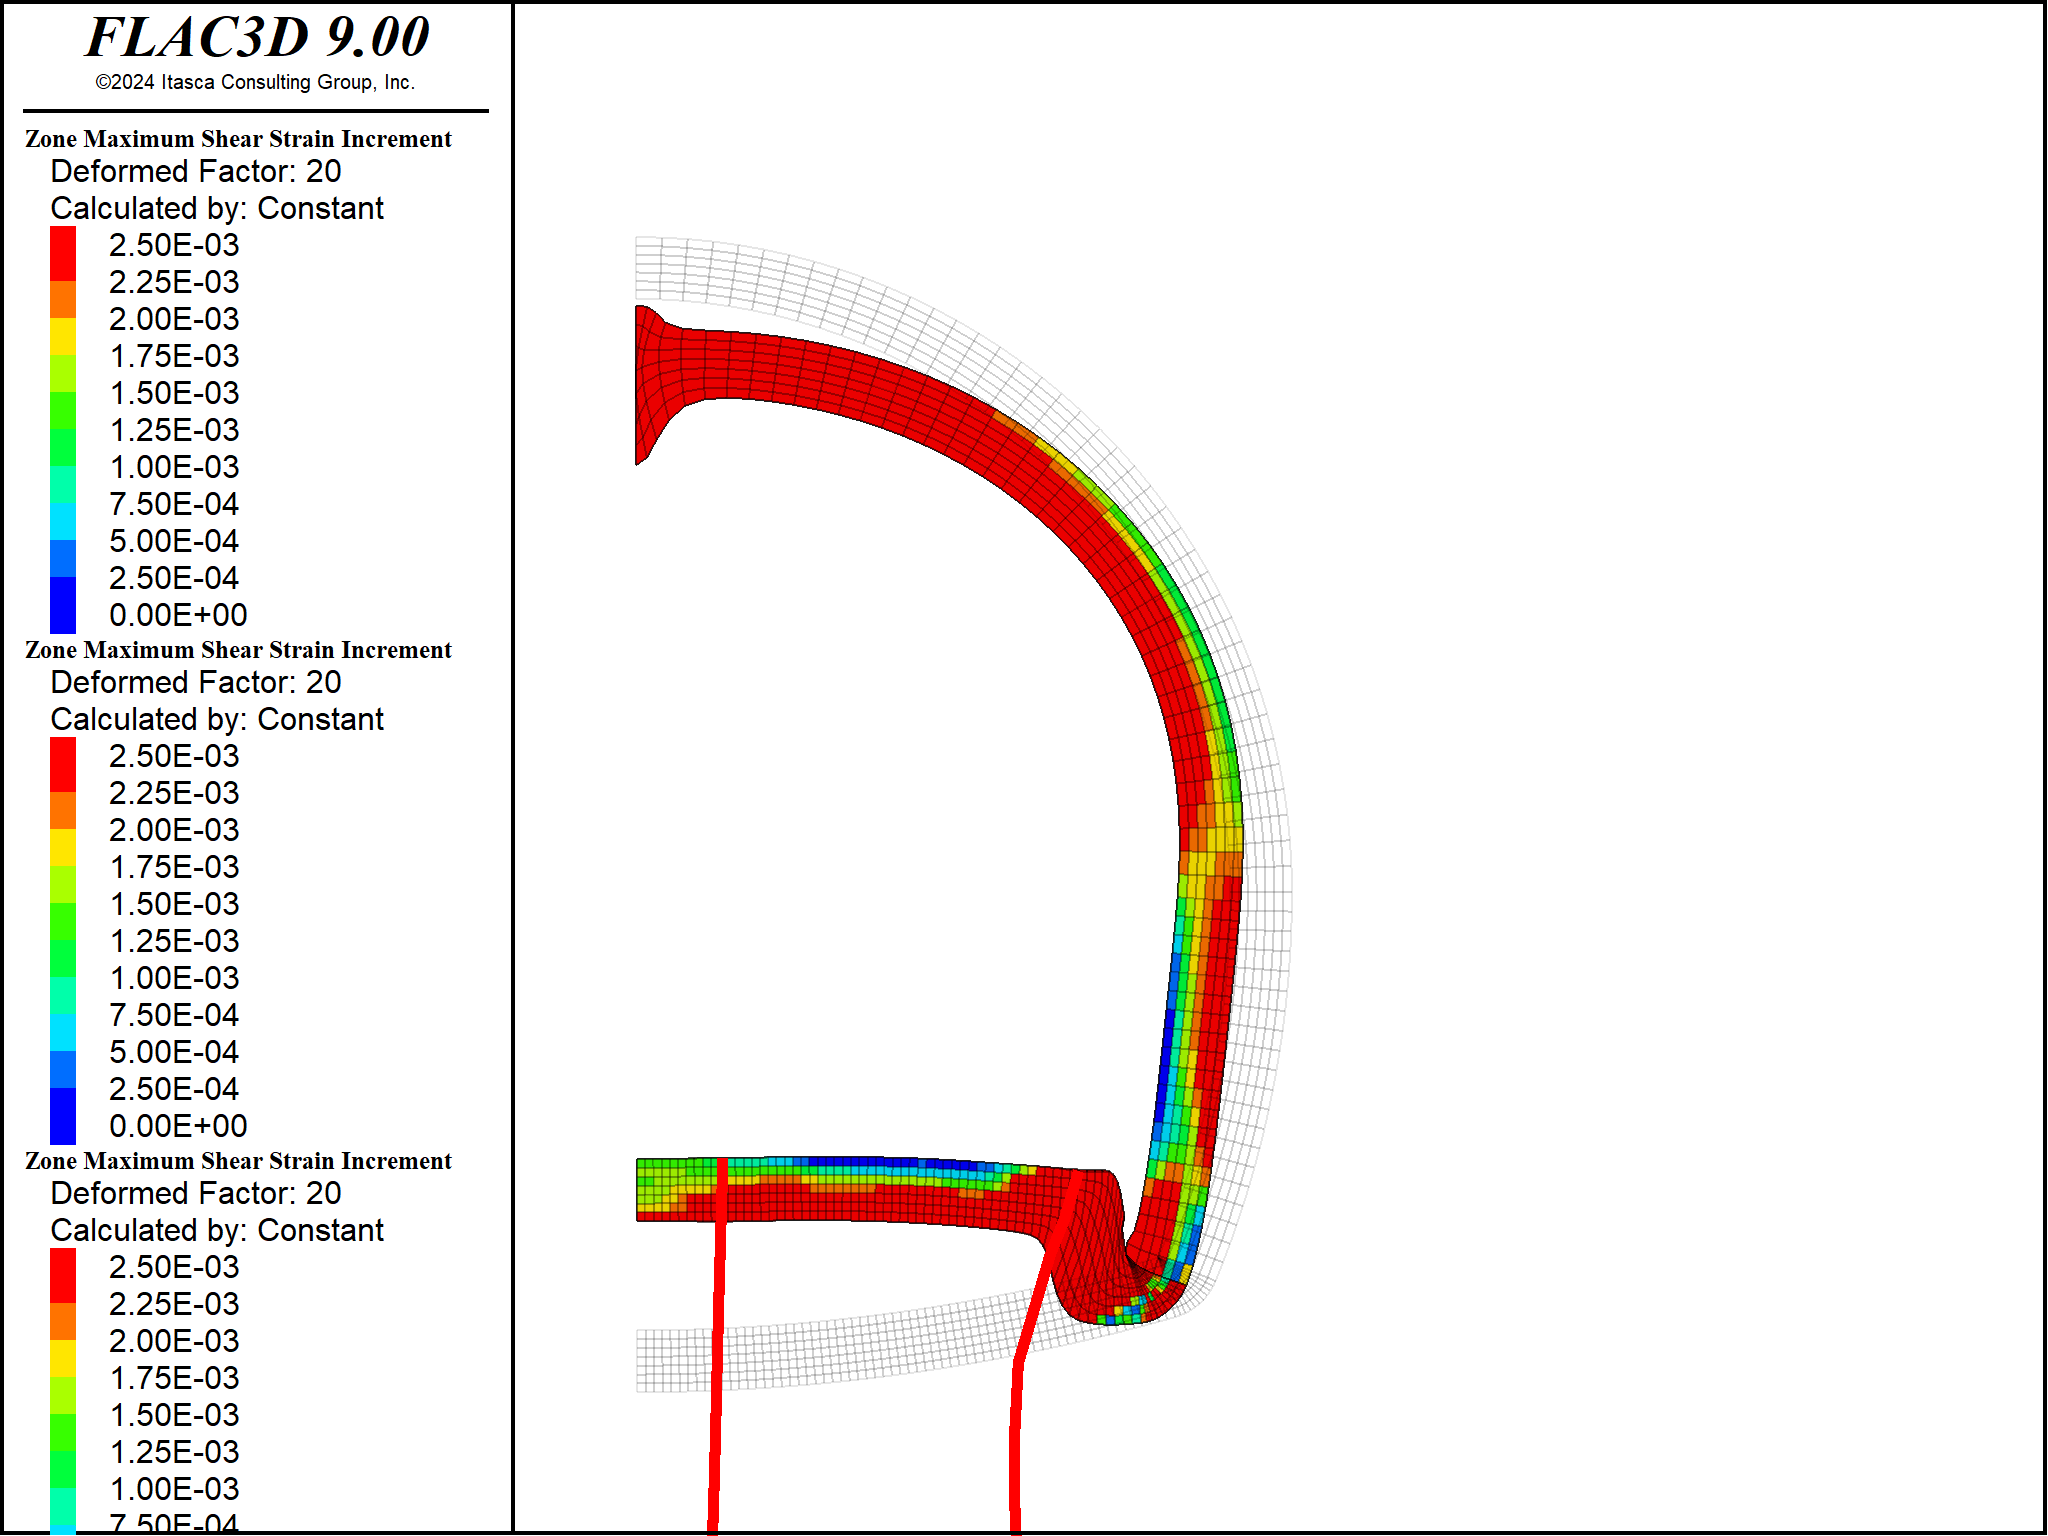 FLAC3D 9.00
©2024 Itasca Consulting Group, Inc.
Zone Maximum Shear Strain Increment
Deformed Factor: 20
Calculated by: Constant
2.50E-03
2.25E-03
2.00E-03
1.75E-03
1.50E-03
1.25E-03
1.00E-03
7.50E-04
5.00E-04
2.50E-04
0.00E+00
Zone Maximum Shear Strain Increment
Deformed Factor: 20
Calculated by: Constant
2.50E-03
2.25E-03
2.00E-03
1.75E-03
1.50E-03
1.25E-03
1.00E-03
7.50E-04
5.00E-04
2.50E-04
0.00E+00
Zone Maximum Shear Strain Increment
Deformed Factor: 20
Calculated by: Constant
2.50E-03
2.25E-03
2.00E-03
1.75E-03
1.50E-03
1.25E-03
1.00E-03
7.50E-04